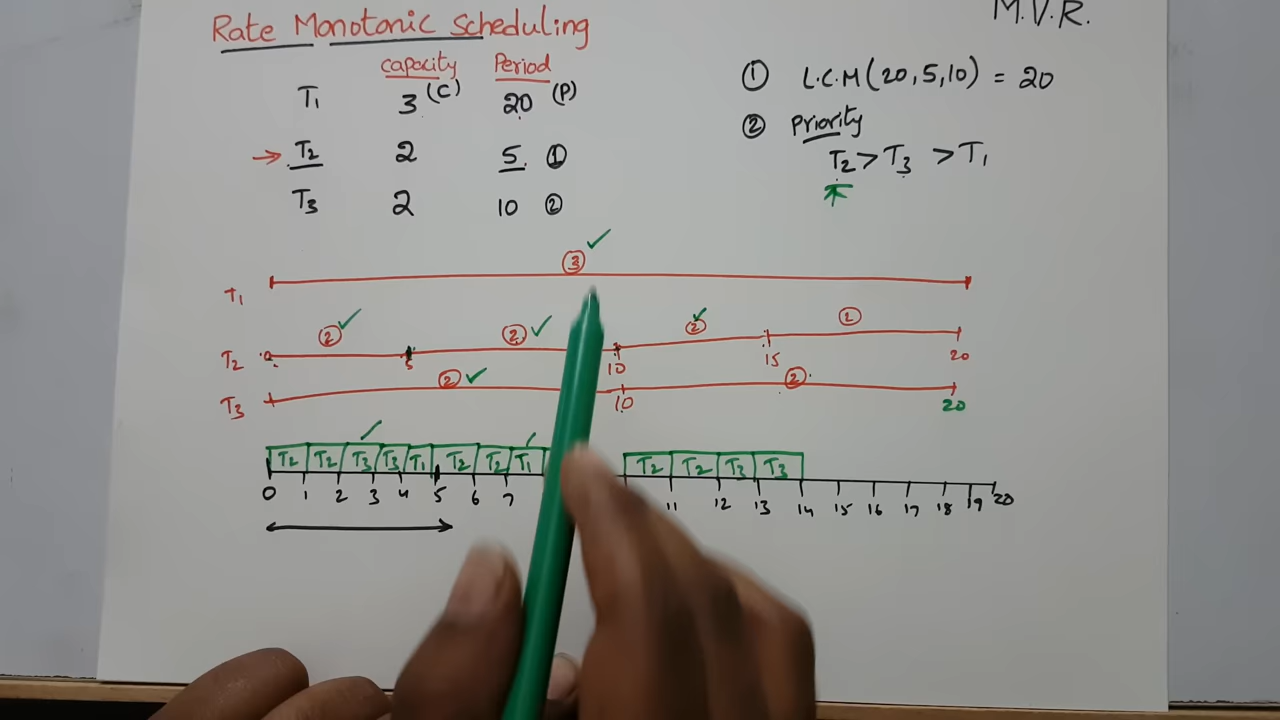 M.V.R.
Rate Monotonic Scheduling
capacity Period
(C) (P)
T1 3 20
T2 2 5 ①
T3 2 10 ②
① L.C.M(20,5,10) = 20
② Priority
T2 > T3 > T1
T1 ③
T2 0 ② 5 ② 10 ② 15 ② 20
T3 ② 10 ② 20
T2 T2 T3 T3 T1 T2 T2 T1 T2 T2 T3 T3
0 1 2 3 4 5 6 7 11 12 13 14 15 16 17 18 19 20